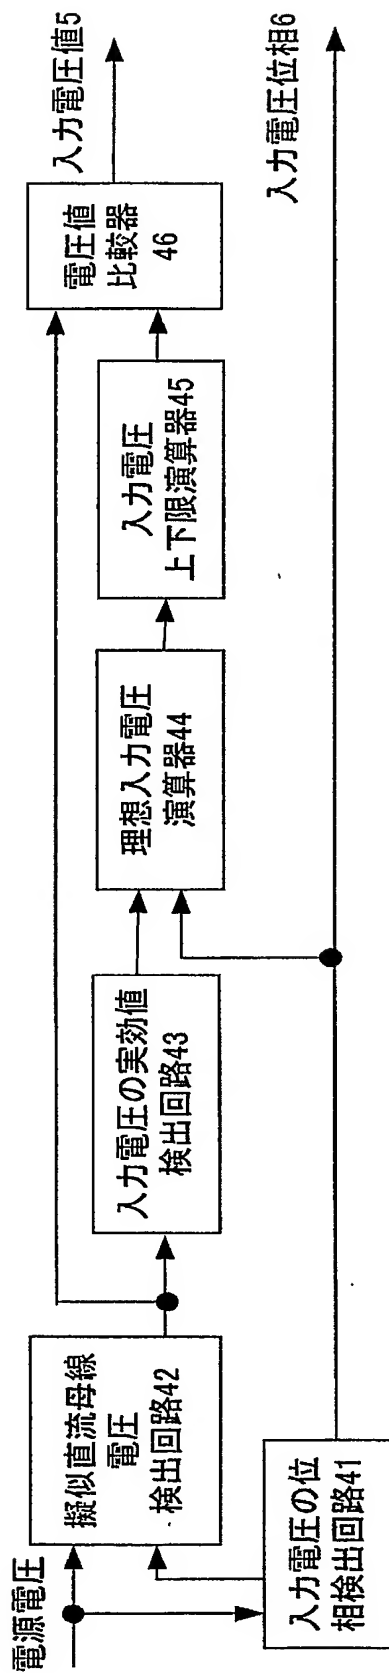 電源電圧
擬似直流母線
電圧
検出回路42
入力電圧の位
相検出回路41
入力電圧の実効値
検出回路43
理想入力電圧
演算器44
入力電圧
上下限演算器45
電圧値
比較器
46
入力電圧値5
入力電圧位相6